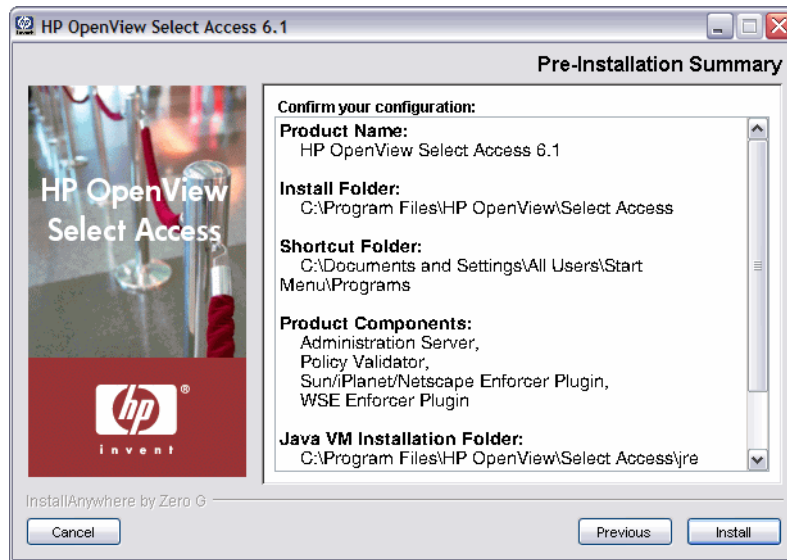 HP OpenView Select Access 6.1
Pre-Installation Summary
HP OpenView
Select Access
hp
®
invent
Confirm your configuration:
Product Name:
HP OpenView Select Access 6.1
Install Folder:
C:\Program Files\HP OpenView\Select Access
Shortcut Folder:
C:\Documents and Settings\All Users\Start
Menu\Programs
Product Components:
Administration Server,
Policy Validator,
Sun/iPlanet/Netscape Enforcer Plugin,
WSE Enforcer Plugin
Java VM Installation Folder:
C:\Program Files\HP OpenView\Select Access\jre
InstallAnywhere by Zero G
Cancel
Previous
Install